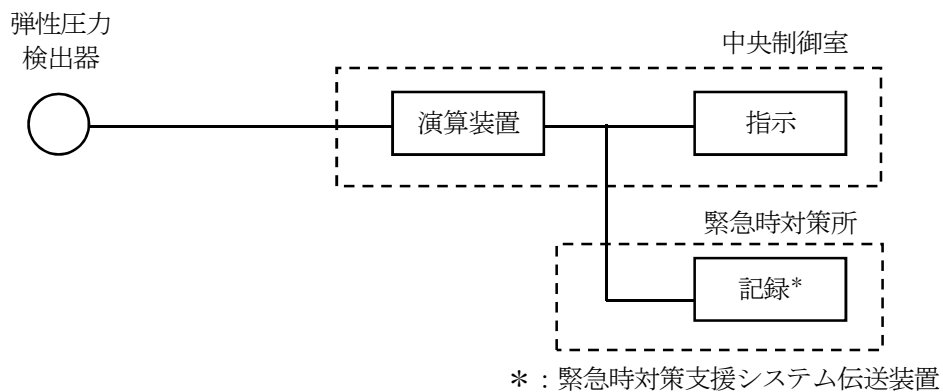 弾性圧力
検出器
中央制御室
演算装置
指示
緊急時対策所
記録*
*:緊急時対策支援システム伝送装置